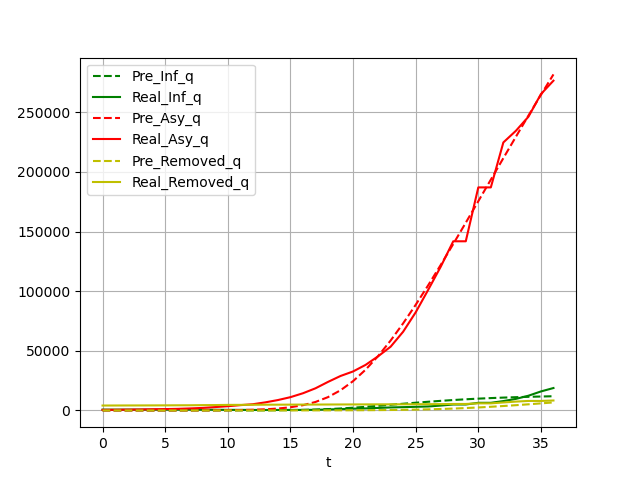 Pre_Inf_q
Real_Inf_q
Pre_Asy_q
Real_Asy_q
Pre_Removed_q
Real_Removed_q
250000
200000
150000
100000
50000
0
0 5 10 15 20 25 30 35
t